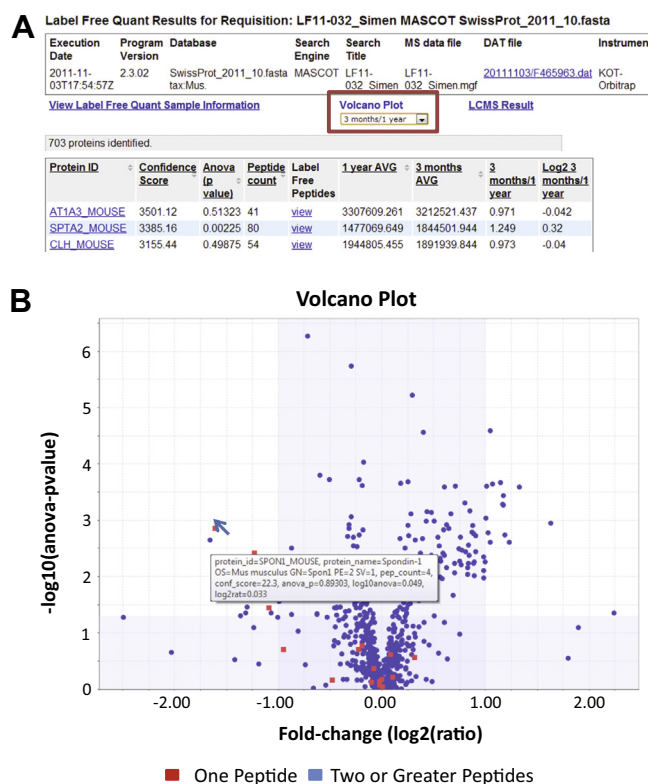 A
Label Free Quant Results for Requisition: LF11-032_Simen MASCOT SwissProt_2011_10.fasta
Execution Date Program Version Database Search Engine Search Title MS data file DAT file Instrumen
2011-11-03T17:54:57Z 2.3.02 SwissProt_2011_10.fasta tax:Mus. MASCOT LF11-032_Simen LF11-032_Simen.mgf 20111103/F465963.dat KOT-Orbitrap
View Label Free Quant Sample Information Volcano Plot LCMS Result
3 months/1 year
703 proteins identified.
Protein ID Confidence Score Anova (p value) Peptide count Label Free Peptides 1 year AVG 3 months AVG 3 months/1 year Log2 3 months/1 year
AT1A3_MOUSE 3501.12 0.51323 41 view 3307609.261 3212521.437 0.971 -0.042
SPTA2_MOUSE 3385.16 0.00225 80 view 1477069.649 1844501.944 1.249 0.32
CLH_MOUSE 3155.44 0.49875 54 view 1944805.455 1891939.844 0.973 -0.04
B
Volcano Plot
-log10(anova-pvalue)
6
5
4
3
2
1
0
protein_id=SPON1_MOUSE, protein_name=Spondin-1
OS=Mus musculus GN=Spon1 PE=2 SV=1, pep_count=4,
conf_score=22.3, anova_p=0.89303, log10anova=0.049,
log2rat=0.033
-2.00 -1.00 0.00 1.00 2.00
Fold-change (log2(ratio)
One Peptide Two or Greater Peptides